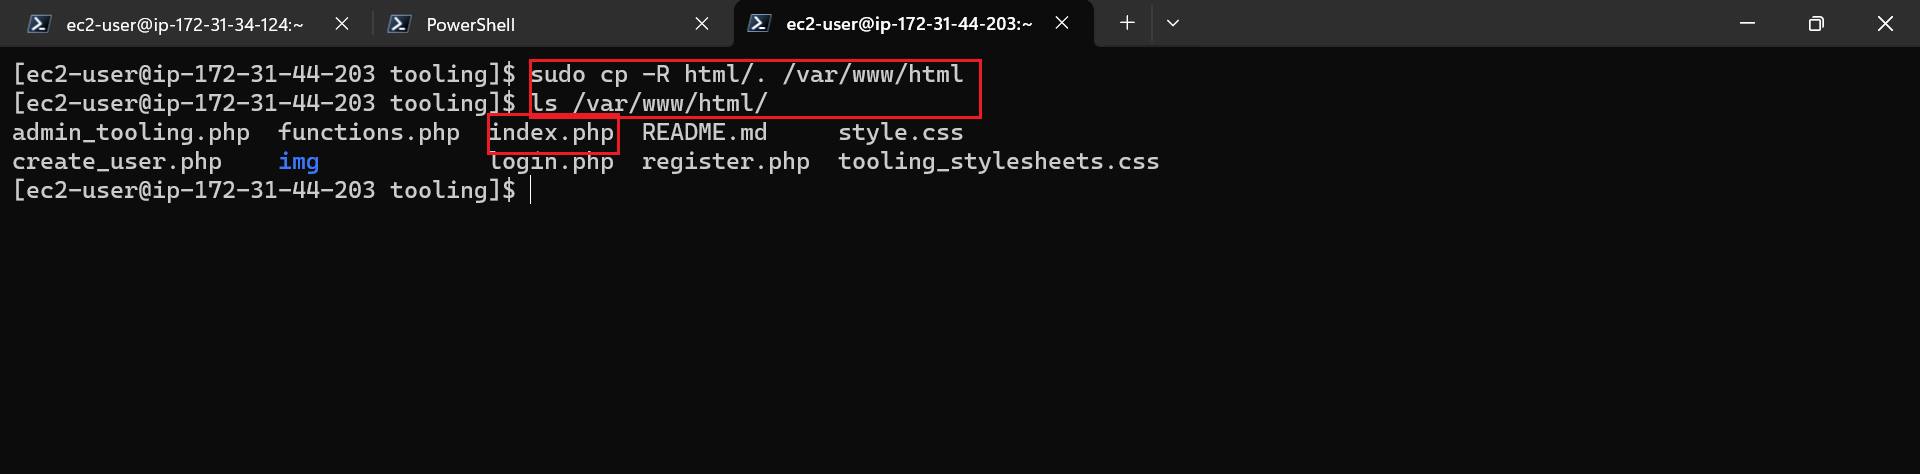 ec2-user@ip-172-31-34-124:~ PowerShell ec2-user@ip-172-31-44-203:~
[ec2-user@ip-172-31-44-203 tooling]$ sudo cp -R html/. /var/www/html
[ec2-user@ip-172-31-44-203 tooling]$ ls /var/www/html/
admin_tooling.php  functions.php  index.php  README.md     style.css
create_user.php    img            login.php  register.php  tooling_stylesheets.css
[ec2-user@ip-172-31-44-203 tooling]$